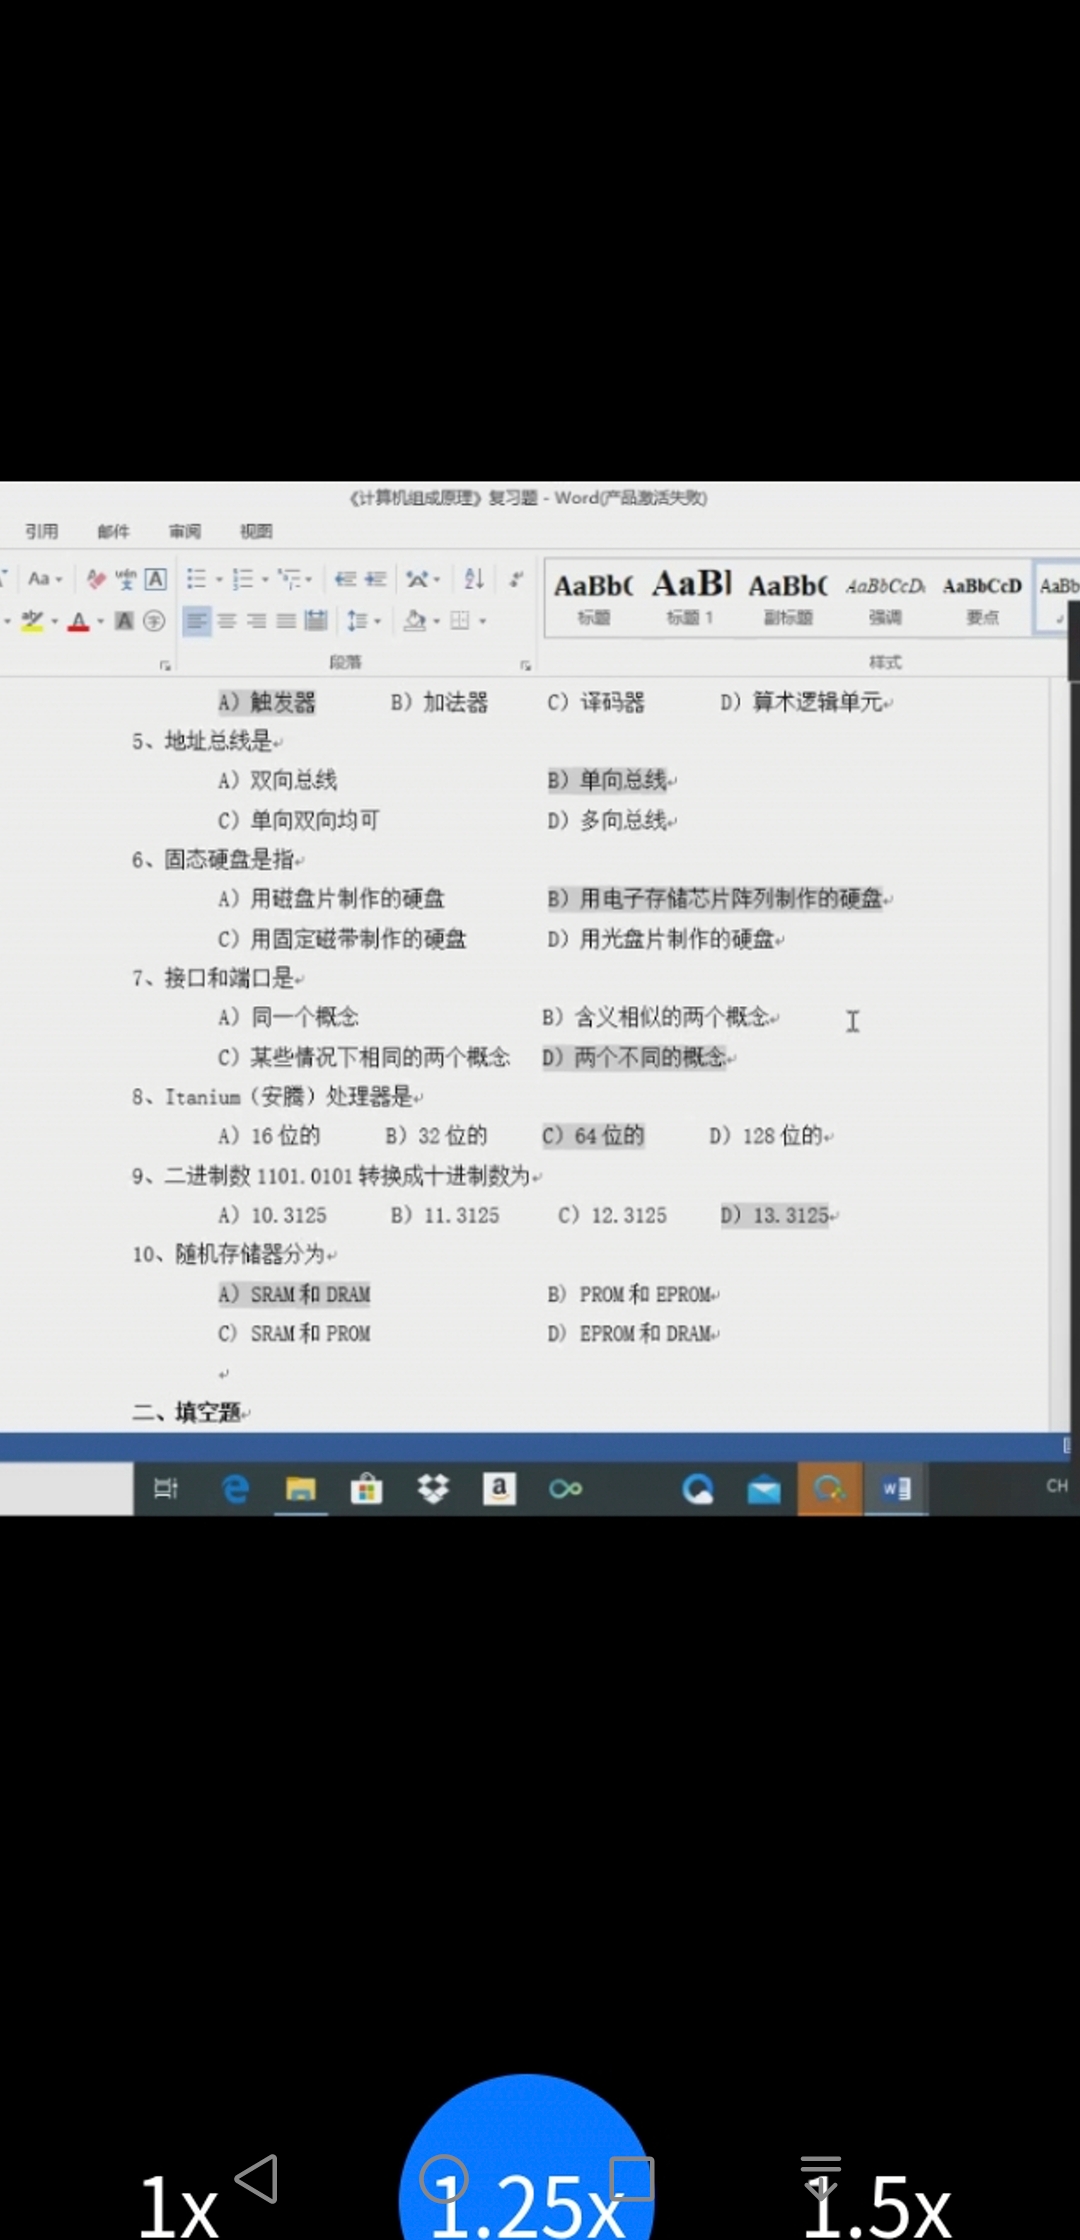 《计算机组成原理》复习题 - Word(产品激活失败)
引用 邮件 审阅 视图
Aa wén A AaBb( AaBl AaBb( AaBbCcD AaBbCcD AaBb
aby A A 字 标题 标题 1 副标题 强调 要点
段落 样式
A) 触发器 B) 加法器 C) 译码器 D) 算术逻辑单元
5、地址总线是
A) 双向总线 B) 单向总线
C) 单向双向均可 D) 多向总线
6、固态硬盘是指
A) 用磁盘片制作的硬盘 B) 用电子存储芯片阵列制作的硬盘
C) 用固定磁带制作的硬盘 D) 用光盘片制作的硬盘
7、接口和端口是
A) 同一个概念 B) 含义相似的两个概念
C) 某些情况下相同的两个概念 D) 两个不同的概念
8、Itanium（安腾）处理器是
A) 16 位的 B) 32 位的 C) 64 位的 D) 128 位的
9、二进制数 1101.0101 转换成十进制数为
A) 10.3125 B) 11.3125 C) 12.3125 D) 13.3125
10、随机存储器分为
A) SRAM 和 DRAM B) PROM 和 EPROM
C) SRAM 和 PROM D) EPROM 和 DRAM
二、填空题
a W CH
1x 1.25x 1.5x